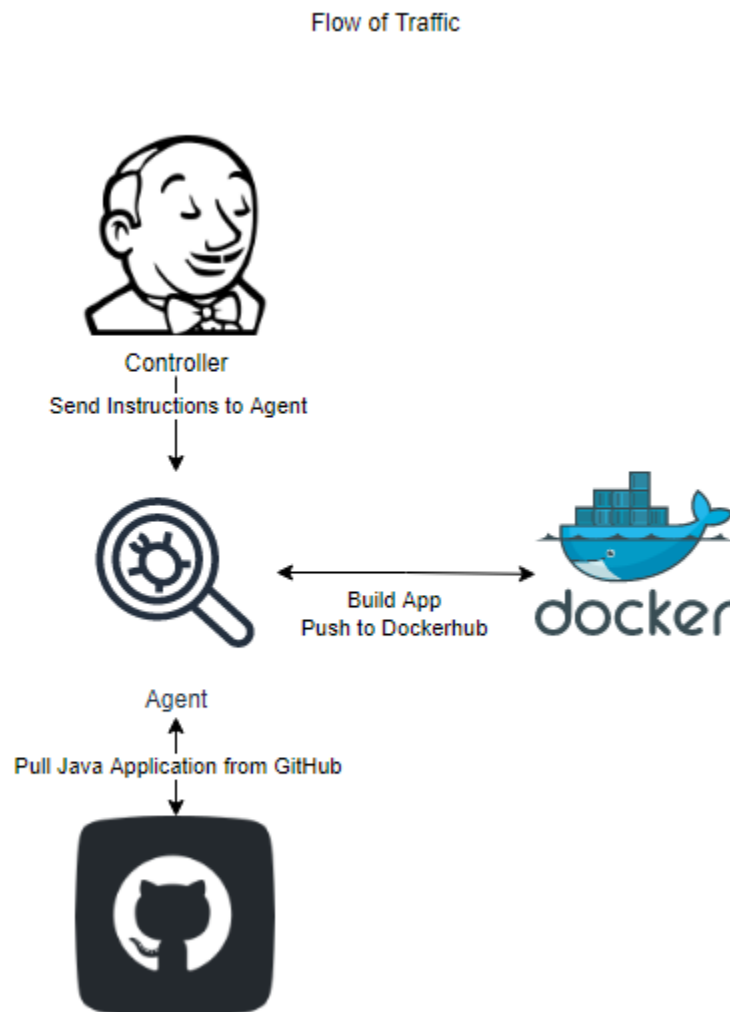 Flow of Traffic
Controller
Send Instructions to Agent
Build App
Push to Dockerhub
docker
Agent
Pull Java Application from GitHub